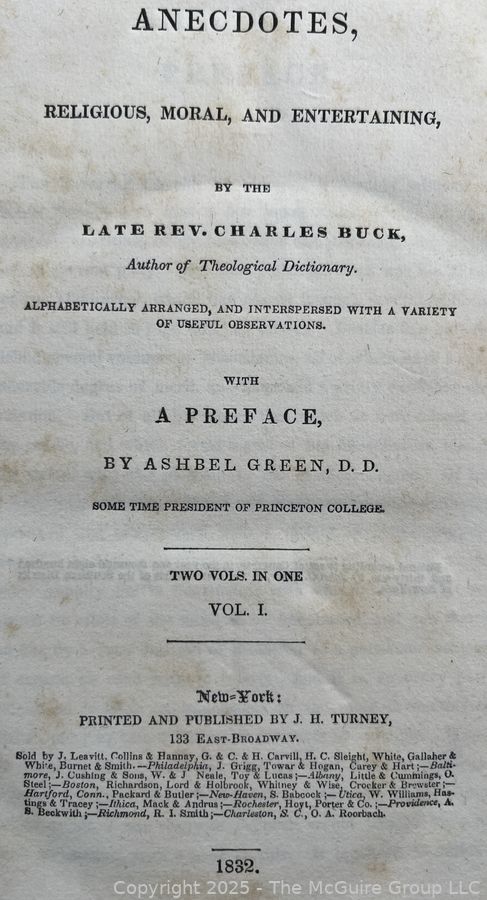 ANECDOTES,
RELIGIOUS, MORAL, AND ENTERTAINING,
BY THE
LATE REV. CHARLES BUCK,
Author of Theological Dictionary.
ALPHABETICALLY ARRANGED, AND INTERSPERSED WITH A VARIETY
OF USEFUL OBSERVATIONS.
WITH
A PREFACE,
BY ASHBEL GREEN, D. D.
SOME TIME PRESIDENT OF PRINCETON COLLEGE.
TWO VOLS. IN ONE
VOL. I.
New-York:
PRINTED AND PUBLISHED BY J. H. TURNEY,
133 EAST-BROADWAY.
Sold by J. Leavitt, Collins & Hannay, G. & C. & H. Carvill, H. C. Sleight, White, Gallaher &
White, Burnet & Smith.—Philadelphia, J. Grigg, Towar & Hogan, Carey & Hart;—Balti-
more, J. Cushing & Sons, W. & J Neale, Toy & Lucas;—Albany, Little & Cummings, O.
Steel;—Boston, Richardson, Lord & Holbrook, Whitney & Wise, Crocker & Brewster;—
Hartford, Conn., Packard & Butler;—New-Haven, S. Babcock;—Utica, W. Williams, Has-
tings & Tracey;—Ithica, Mack & Andrus;—Rochester, Hoyt, Porter & Co.;—Providence, A.
S. Beckwith;—Richmond, R. I. Smith;—Charleston, S. C., O. A. Roorbach.
1832.
Copyright 2025 - The McGuire Group LLC